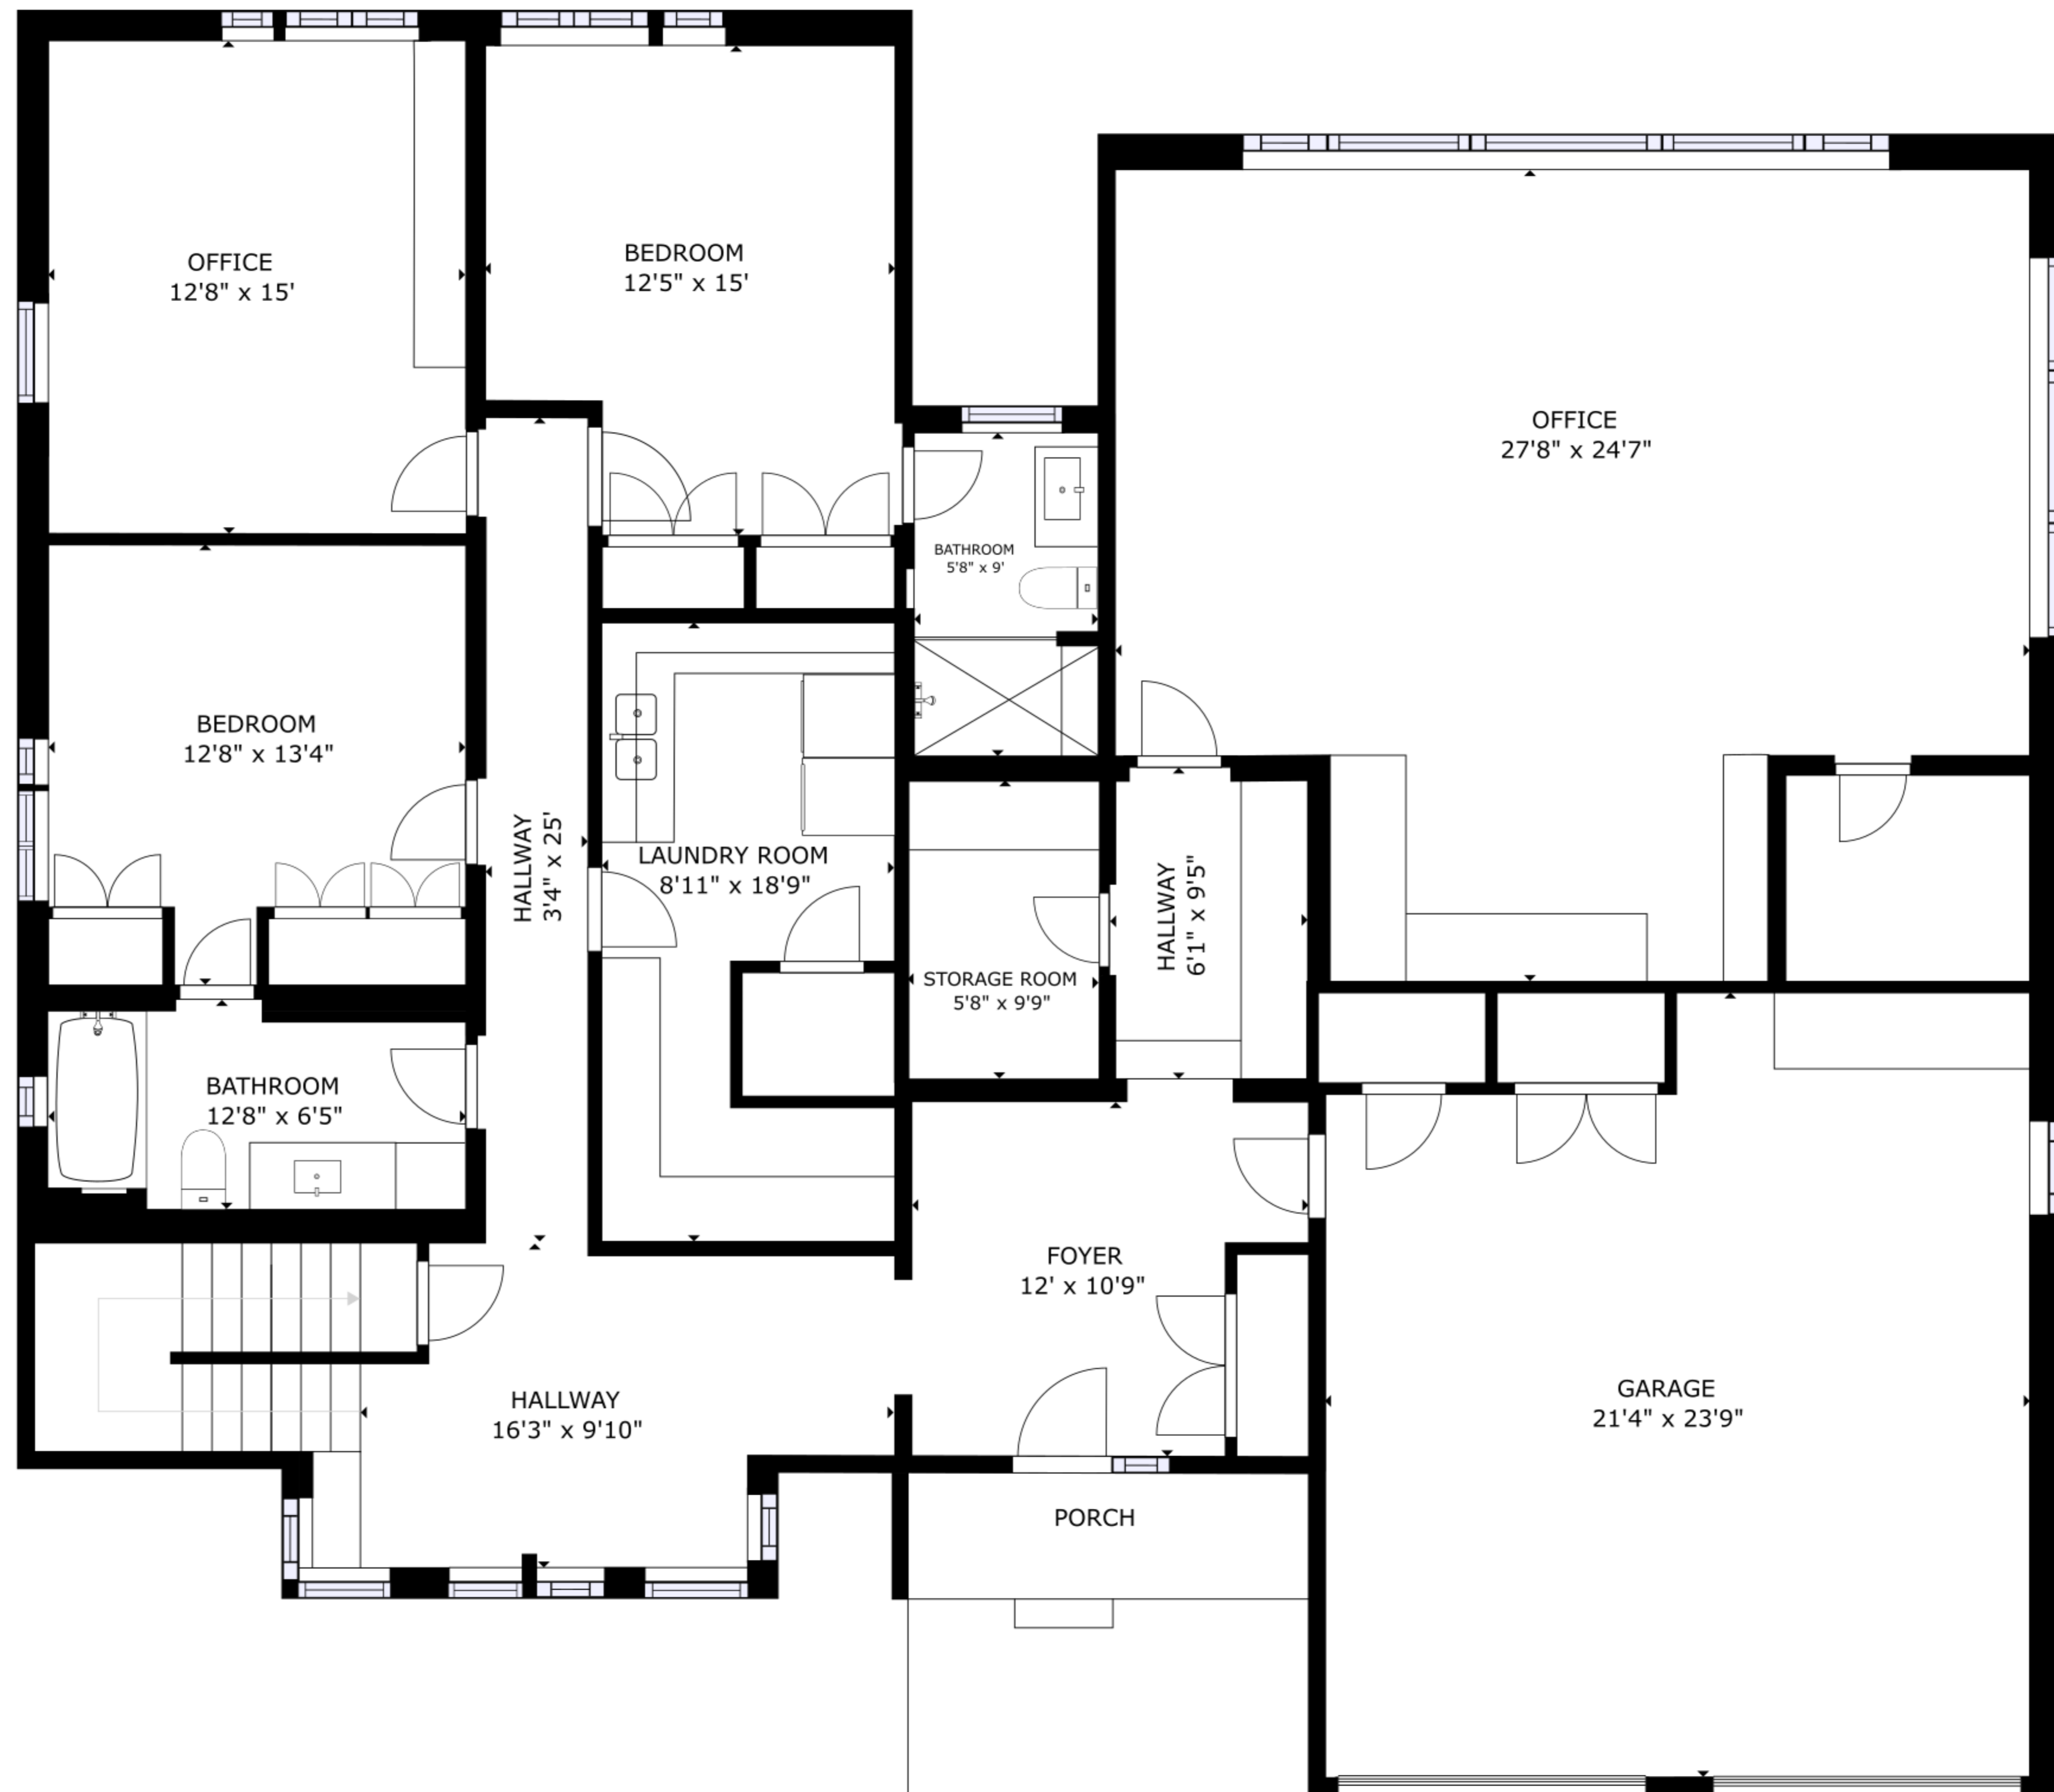 OFFICE
12'8" x 15'
BEDROOM
12'5" x 15'
OFFICE
27'8" x 24'7"
BATHROOM
5'8" x 9'
BEDROOM
12'8" x 13'4"
HALLWAY
3'4" x 25'
LAUNDRY ROOM
8'11" x 18'9"
HALLWAY
6'1" x 9'5"
STORAGE ROOM
5'8" x 9'9"
BATHROOM
12'8" x 6'5"
FOYER
12' x 10'9"
HALLWAY
16'3" x 9'10"
GARAGE
21'4" x 23'9"
PORCH